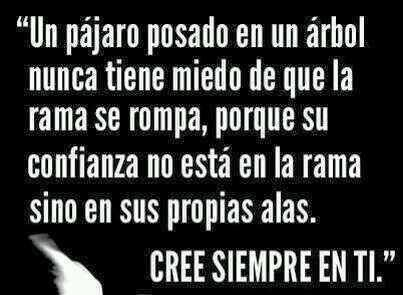 “Un pájaro posado en un árbol
nunca tiene miedo de que la
rama se rompa, porque su
confianza no está en la rama
sino en sus propias alas.
CREE SIEMPRE EN TI.”